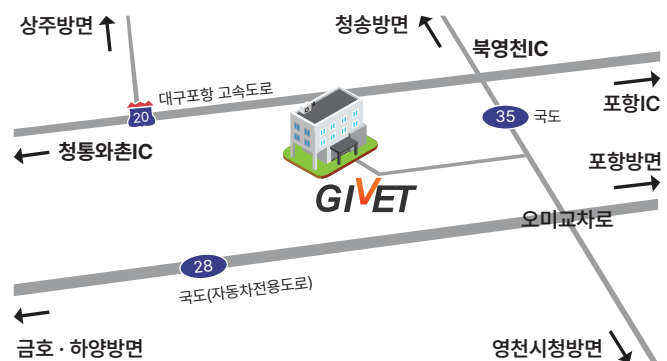 상주방면
청송방면
북영천IC
대구포항 고속도로
20
포항IC
35 국도
청통와촌IC
포항방면
GIVET
오미교차로
28
국도(자동차전용도로)
금호 · 하양방면
영천시청방면